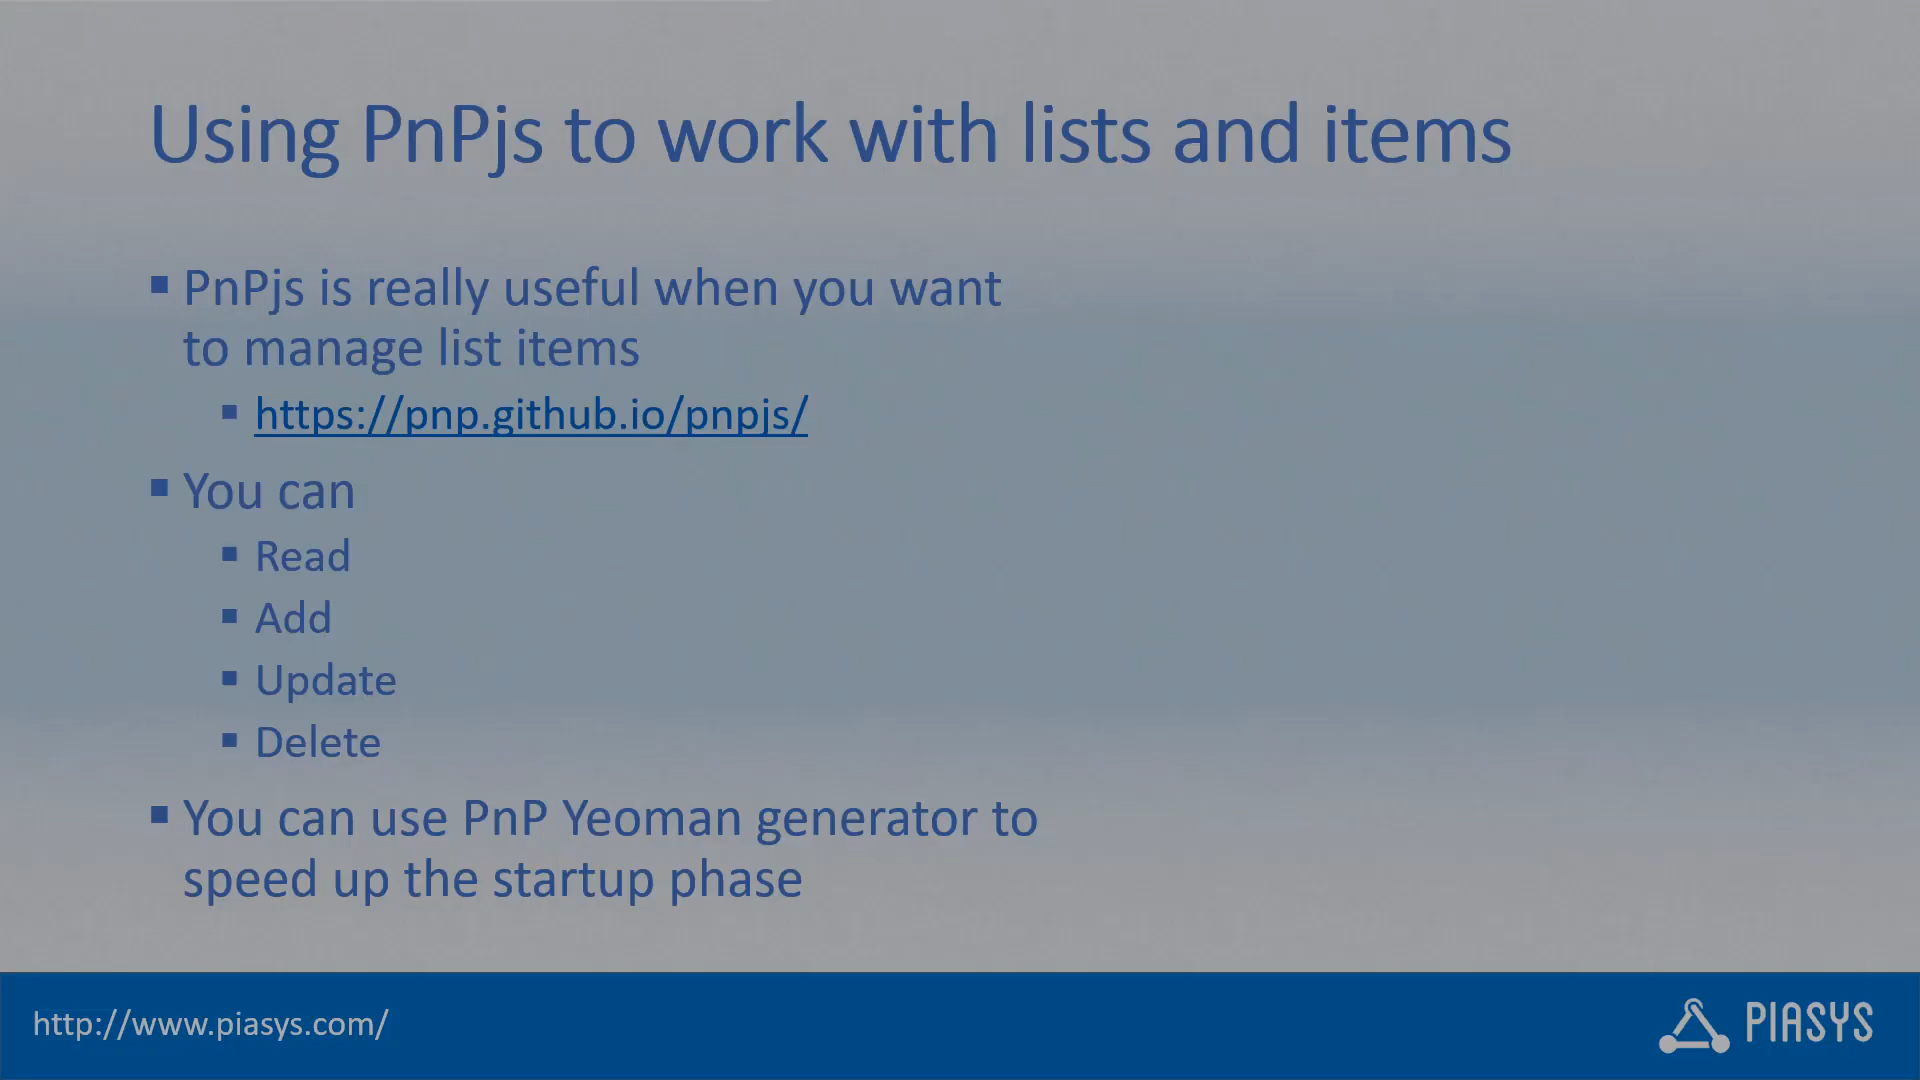 Using PnPjs to work with lists and items
▪ PnPjs is really useful when you want
to manage list items
▪ https://pnp.github.io/pnpjs/
▪ You can
▪ Read
▪ Add
▪ Update
▪ Delete
▪ You can use PnP Yeoman generator to
speed up the startup phase
http://www.piasys.com/
PIASYS